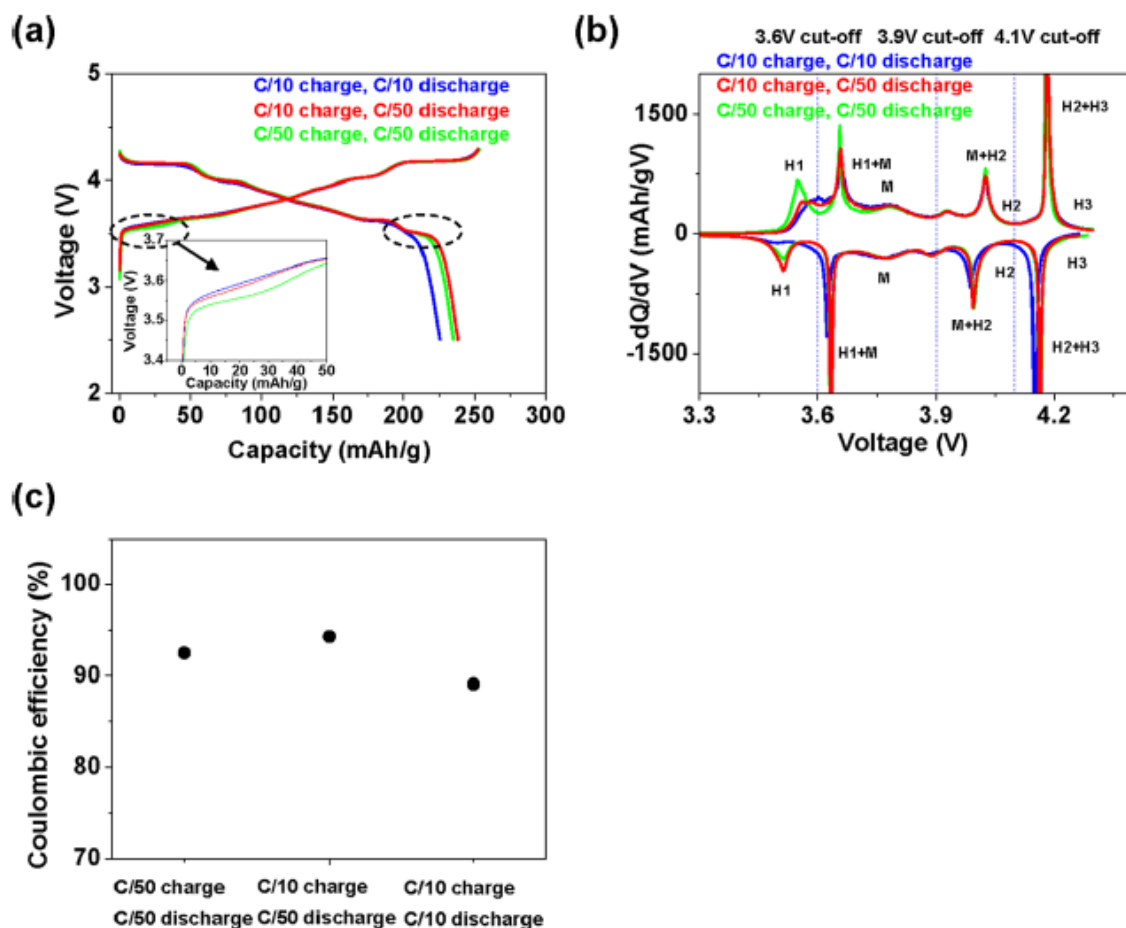 (a)
C/10 charge, C/10 discharge
C/10 charge, C/50 discharge
C/50 charge, C/50 discharge
5
4
3
2
Voltage (V)
3.7
3.6
3.5
3.4
Voltage (V)
0 10 20 30 40 50
Capacity (mAh/g)
0 50 100 150 200 250 300
Capacity (mAh/g)
(b)
3.6V cut-off 3.9V cut-off 4.1V cut-off
C/10 charge, C/10 discharge
C/10 charge, C/50 discharge
C/50 charge, C/50 discharge
1500
0
-1500
-dQ/dV (mAh/gV)
H1
H1+M
M
M+H2
H2
H2+H3
H3
H1
H1+M
M
M+H2
H2
H2+H3
H3
3.3 3.6 3.9 4.2
Voltage (V)
(c)
100
90
80
70
Coulombic efficiency (%)
C/50 charge C/10 charge C/10 charge
C/50 discharge C/50 discharge C/10 discharge